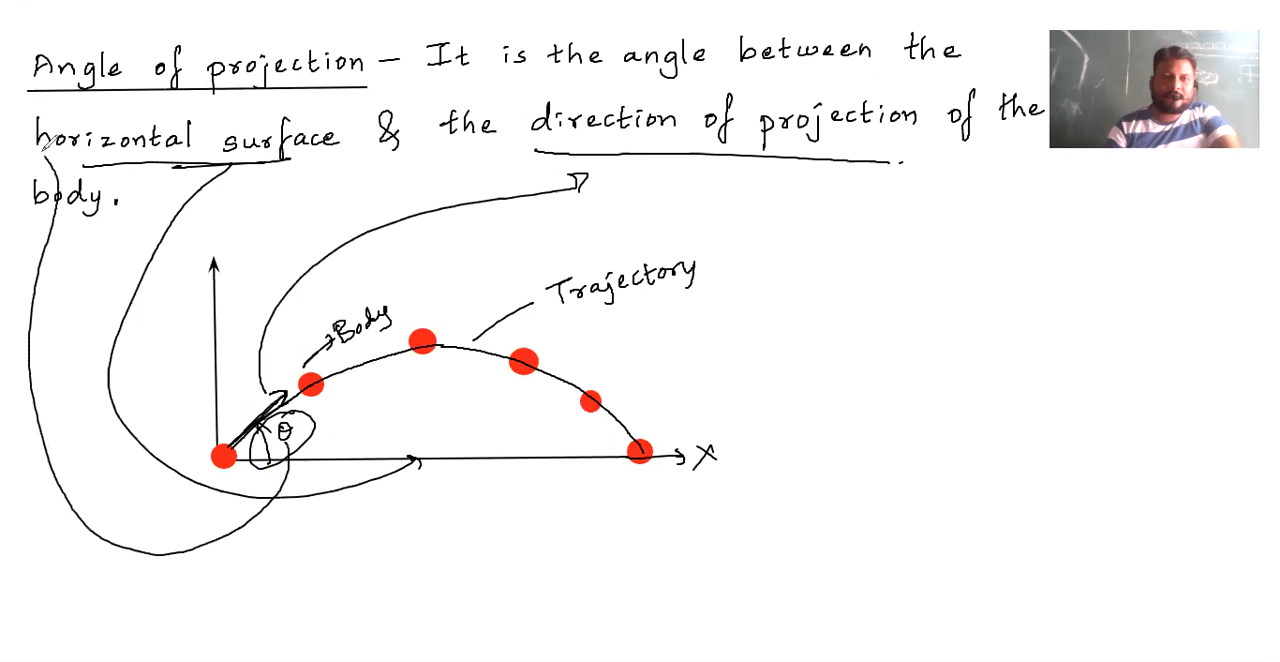 Angle of projection – It is the angle between the
horizontal surface & the direction of projection of the
body.
Trajectory
Body
θ
X